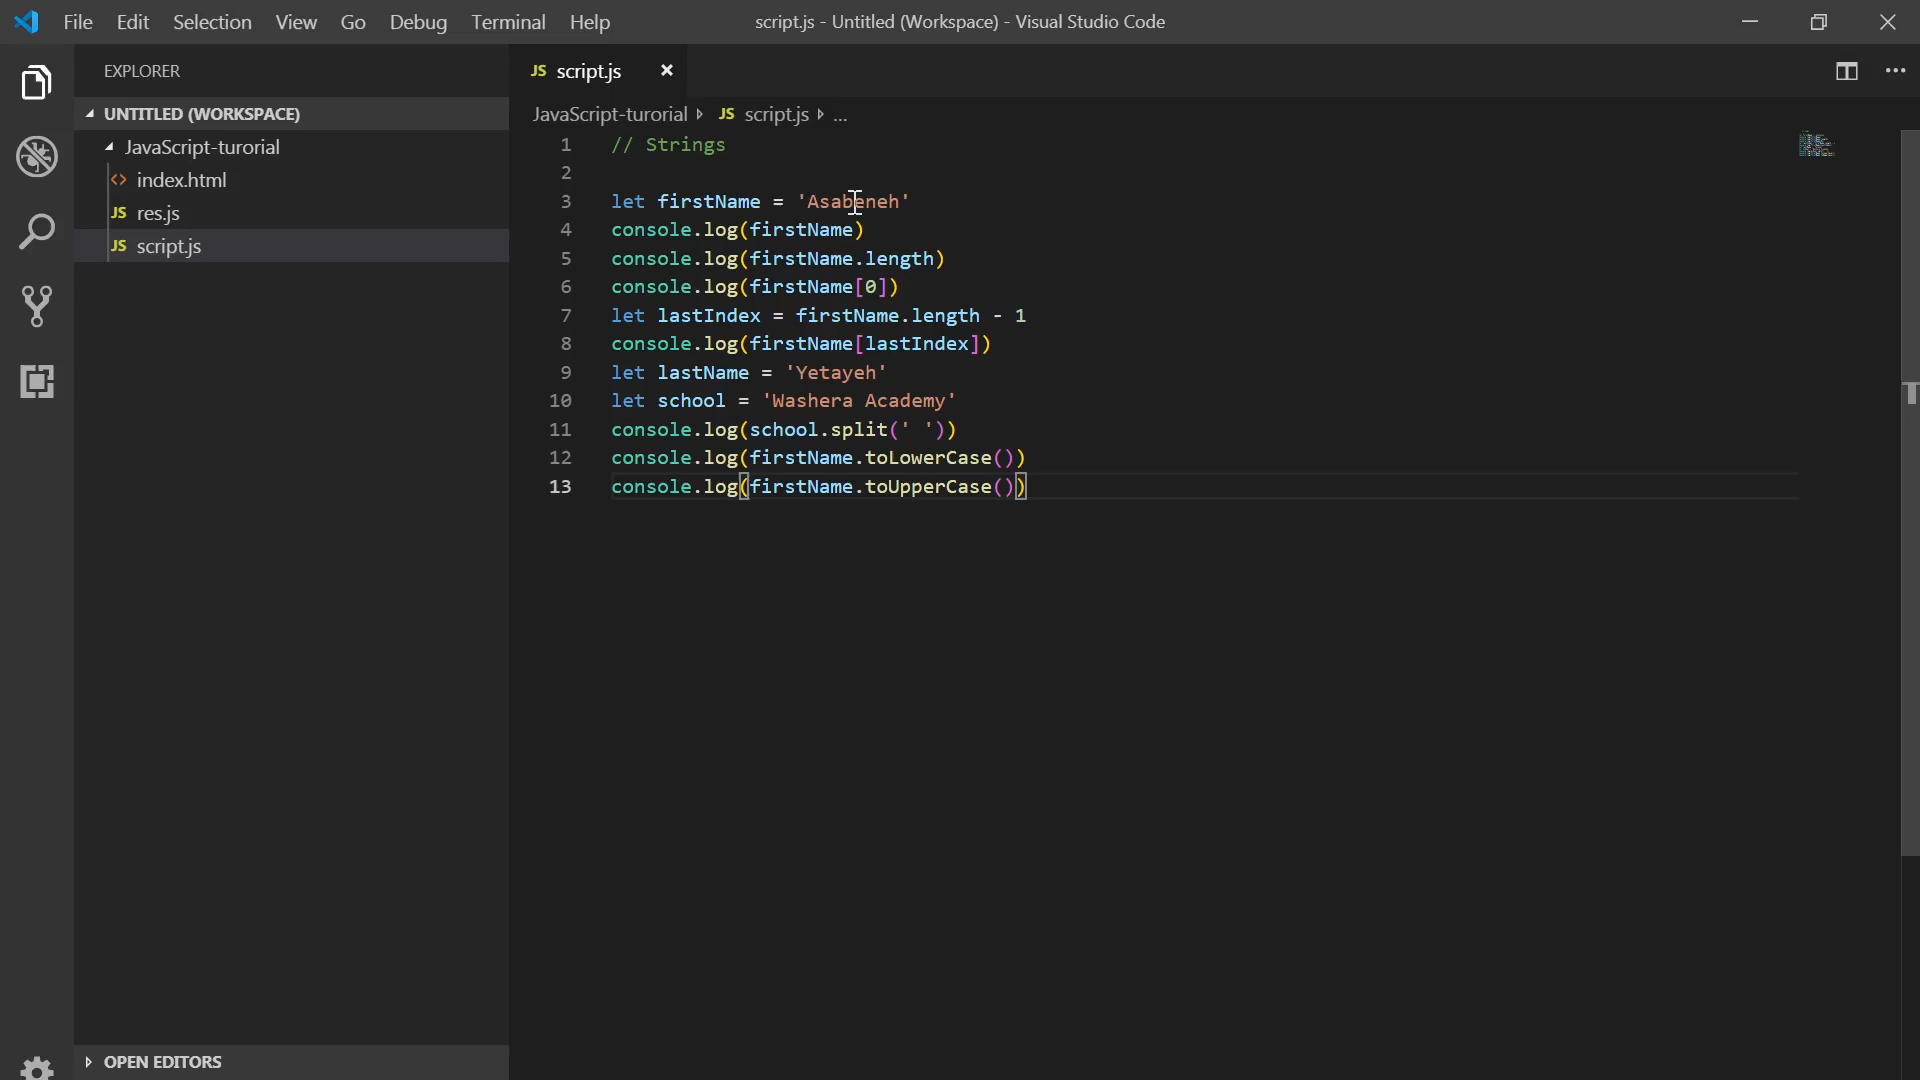 File Edit Selection View Go Debug Terminal Help script.js - Untitled (Workspace) - Visual Studio Code
EXPLORER
UNTITLED (WORKSPACE)
JavaScript-turorial
<> index.html
JS res.js
JS script.js
OPEN EDITORS
JS script.js
JavaScript-turorial JS script.js ...
1 // Strings
2
3 let firstName = 'Asabeneh'
4 console.log(firstName)
5 console.log(firstName.length)
6 console.log(firstName[0])
7 let lastIndex = firstName.length - 1
8 console.log(firstName[lastIndex])
9 let lastName = 'Yetayeh'
10 let school = 'Washera Academy'
11 console.log(school.split(' '))
12 console.log(firstName.toLowerCase())
13 console.log(firstName.toUpperCase())